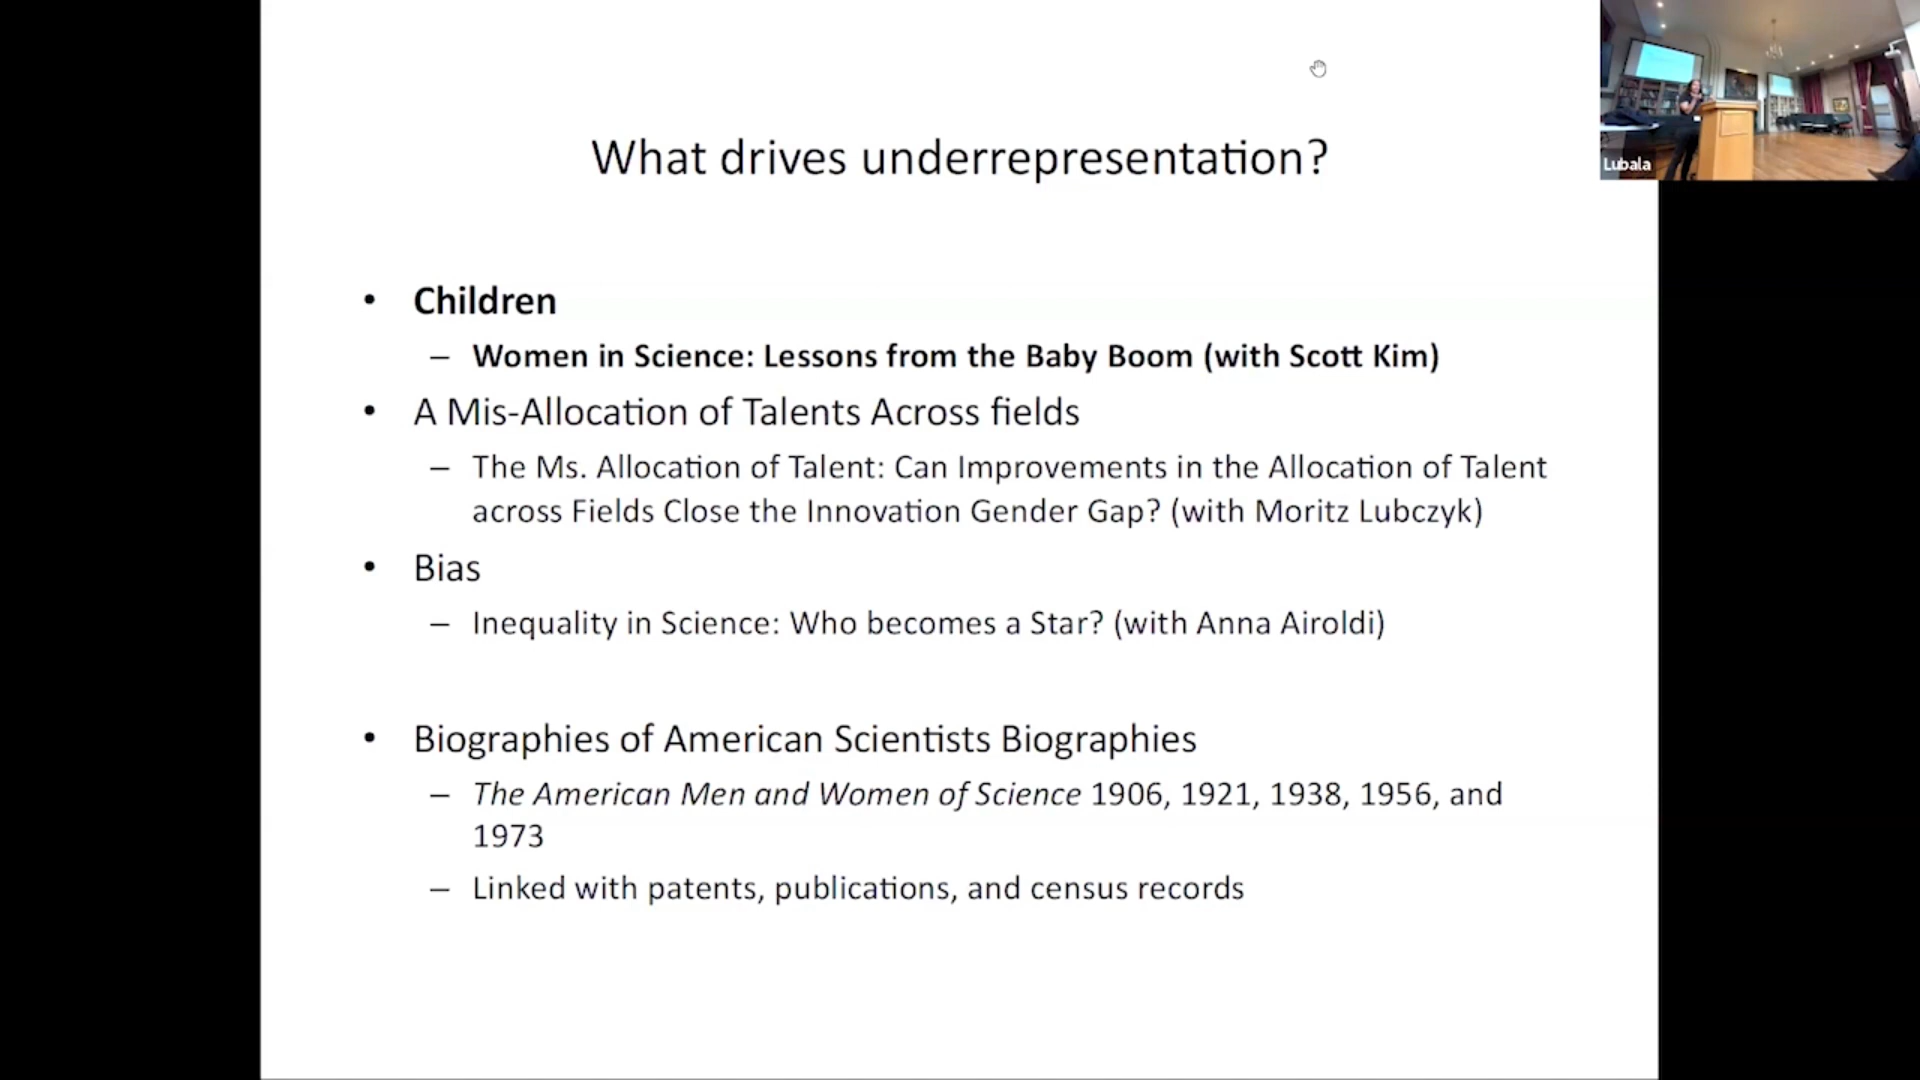 What drives underrepresentation?
Lubala
• Children
– Women in Science: Lessons from the Baby Boom (with Scott Kim)
• A Mis-Allocation of Talents Across fields
– The Ms. Allocation of Talent: Can Improvements in the Allocation of Talent
across Fields Close the Innovation Gender Gap? (with Moritz Lubczyk)
• Bias
– Inequality in Science: Who becomes a Star? (with Anna Airoldi)
• Biographies of American Scientists Biographies
– The American Men and Women of Science 1906, 1921, 1938, 1956, and
1973
– Linked with patents, publications, and census records